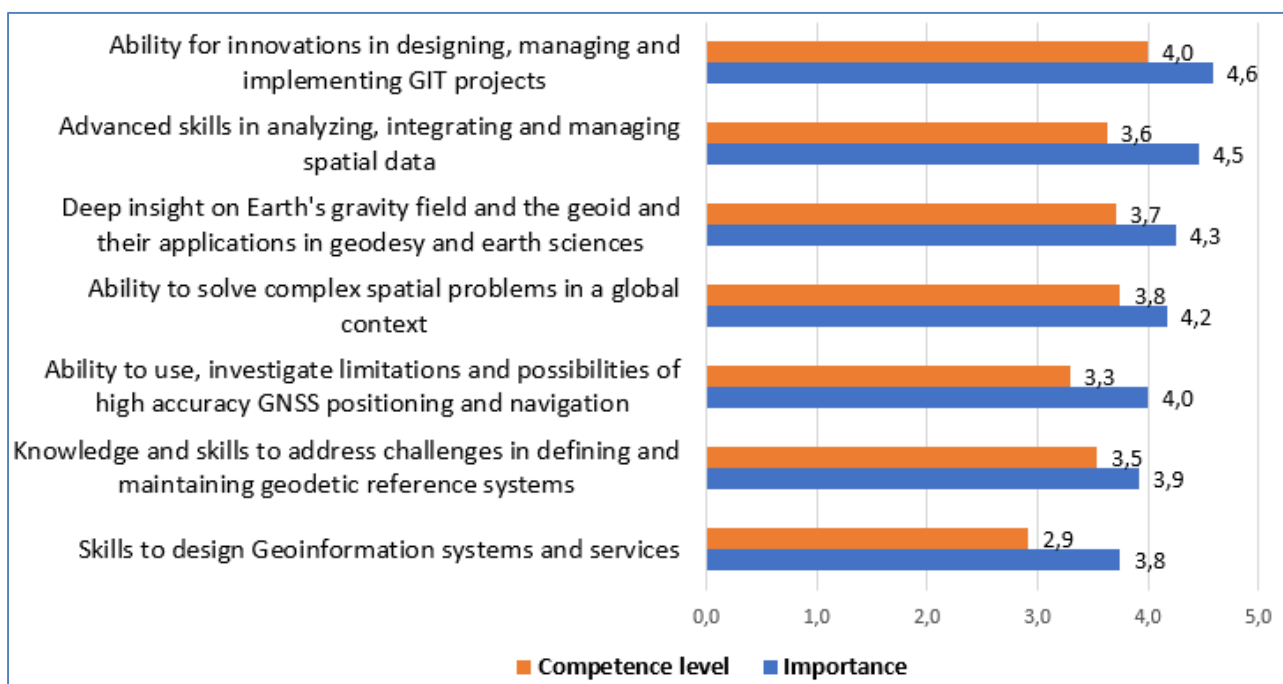 Ability for innovations in designing, managing and
implementing GIT projects
4,0
4,6
Advanced skills in analyzing, integrating and managing
spatial data
3,6
4,5
Deep insight on Earth's gravity field and the geoid and
their applications in geodesy and earth sciences
3,7
4,3
Ability to solve complex spatial problems in a global
context
3,8
4,2
Ability to use, investigate limitations and possibilities of
high accuracy GNSS positioning and navigation
3,3
4,0
Knowledge and skills to address challenges in defining and
maintaining geodetic reference systems
3,5
3,9
Skills to design Geoinformation systems and services
2,9
3,8
0,0 1,0 2,0 3,0 4,0 5,0
Competence level Importance